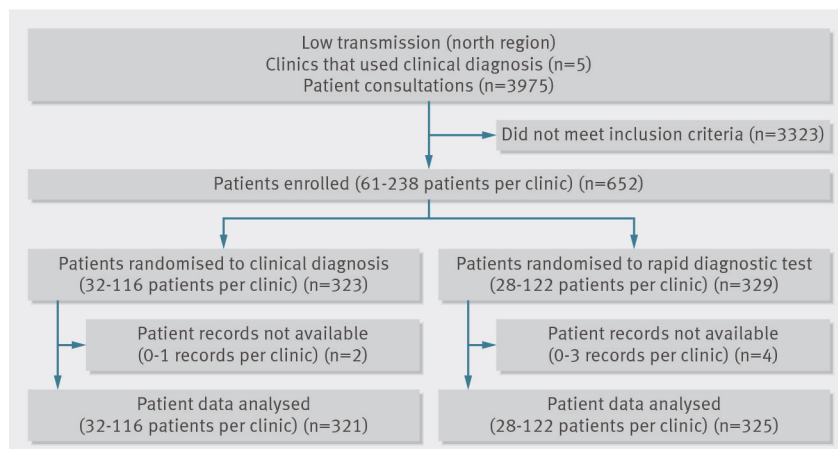 Low transmission (north region)
Clinics that used clinical diagnosis (n=5)
Patient consultations (n=3975)
Did not meet inclusion criteria (n=3323)
Patients enrolled (61-238 patients per clinic) (n=652)
Patients randomised to clinical diagnosis
(32-116 patients per clinic) (n=323)
Patients randomised to rapid diagnostic test
(28-122 patients per clinic) (n=329)
Patient records not available
(0-1 records per clinic) (n=2)
Patient records not available
(0-3 records per clinic) (n=4)
Patient data analysed
(32-116 patients per clinic) (n=321)
Patient data analysed
(28-122 patients per clinic) (n=325)